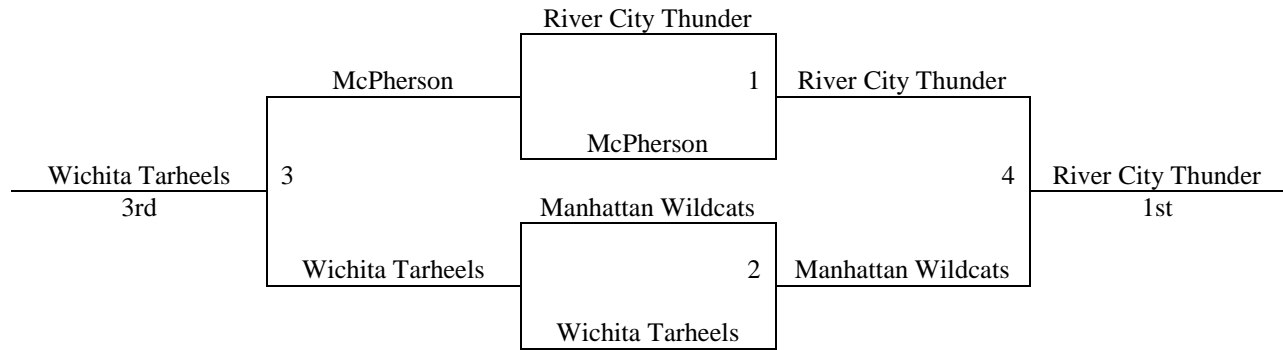 River City Thunder
McPherson 1 River City Thunder
McPherson
Wichita Tarheels 3 4 River City Thunder
3rd Manhattan Wildcats 1st
Wichita Tarheels 2 Manhattan Wildcats
Wichita Tarheels